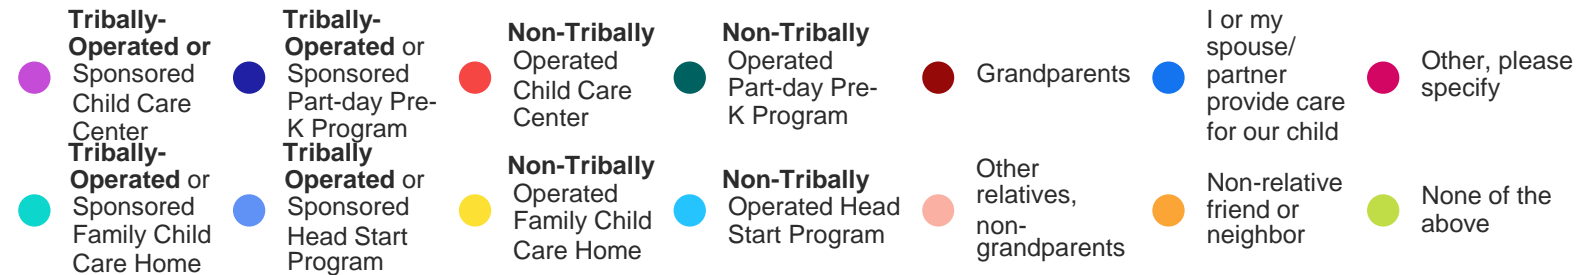 Tribally-
Operated or
Sponsored
Child Care
Center
Tribally-
Operated or
Sponsored
Part-day Pre-
K Program
Non-Tribally
Operated
Child Care
Center
Non-Tribally
Operated
Part-day Pre-
K Program
Grandparents
I or my
spouse/
partner
provide care
for our child
Other, please
specify
Tribally-
Operated or
Sponsored
Family Child
Care Home
Tribally
Operated or
Sponsored
Head Start
Program
Non-Tribally
Operated
Family Child
Care Home
Non-Tribally
Operated Head
Start Program
Other
relatives,
non-
grandparents
Non-relative
friend or
neighbor
None of the
above